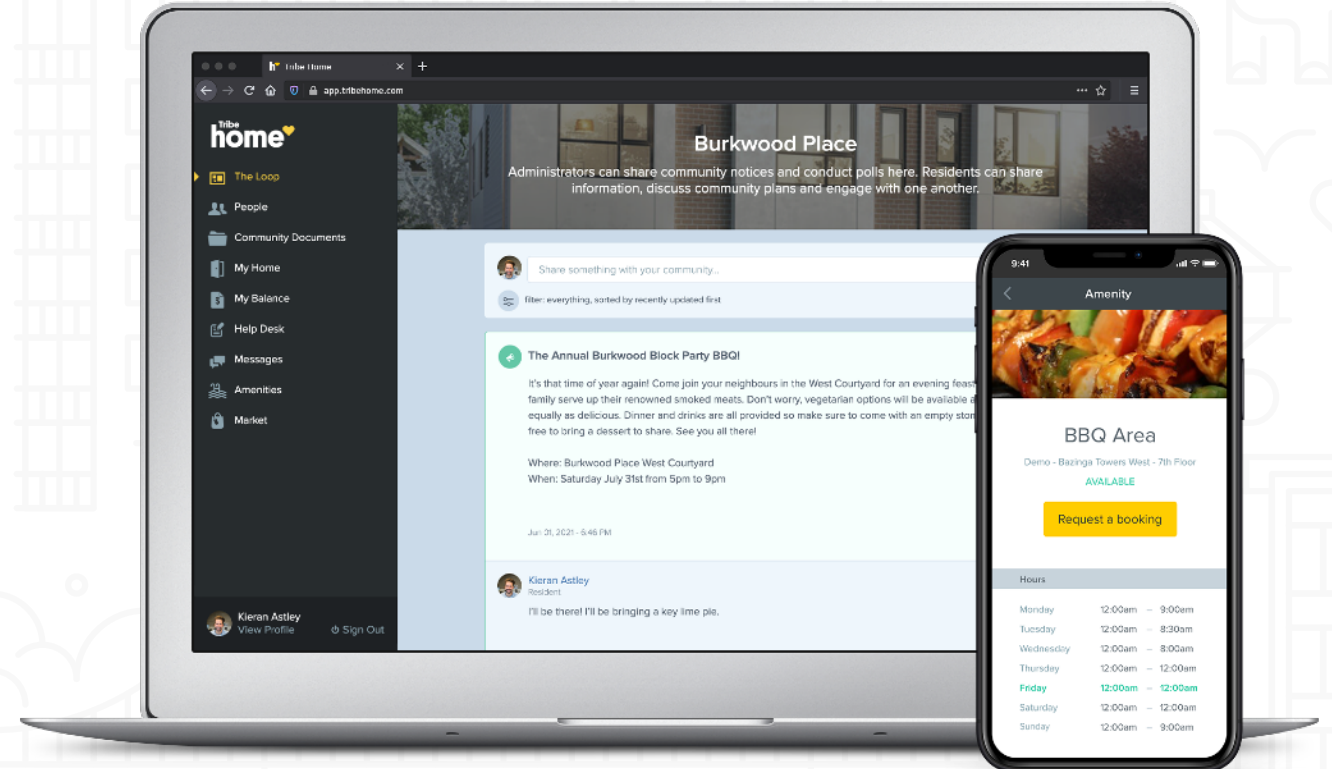 Tribe Home
app.tribehome.com
Tribe
home
The Loop
People
Community Documents
My Home
My Balance
Help Desk
Messages
Amenities
Market
Kieran Astley
View Profile
Sign Out
Burkwood Place
Administrators can share community notices and conduct polls here. Residents can share
information, discuss community plans and engage with one another.
Share something with your community...
filter: everything, sorted by recently updated first
The Annual Burkwood Block Party BBQ!
It's that time of year again! Come join your neighbours in the West Courtyard for an evening feast
family serve up their renowned smoked meats. Don't worry, vegetarian options will be available
equally as delicious. Dinner and drinks are all provided so make sure to come with an empty
free to bring a dessert to share. See you all there!
Where: Burkwood Place West Courtyard
When: Saturday July 31st from 5pm to 9pm
2021 - 6:46 PM
Kieran Astley
Resident
I'll be there! I'll be bringing a key lime pie.
9:41
Amenity
BBQ Area
Demo - Bazinga Towers West - 7th Floor
AVAILABLE
Request a booking
Hours
Monday 12:00am – 9:00am
Tuesday 12:00am – 8:30am
Wednesday 12:00am – 8:00am
Thursday 12:00am – 12:00am
Friday 12:00am – 12:00am
Saturday 12:00am – 12:00am
Sunday 12:00am – 9:00am